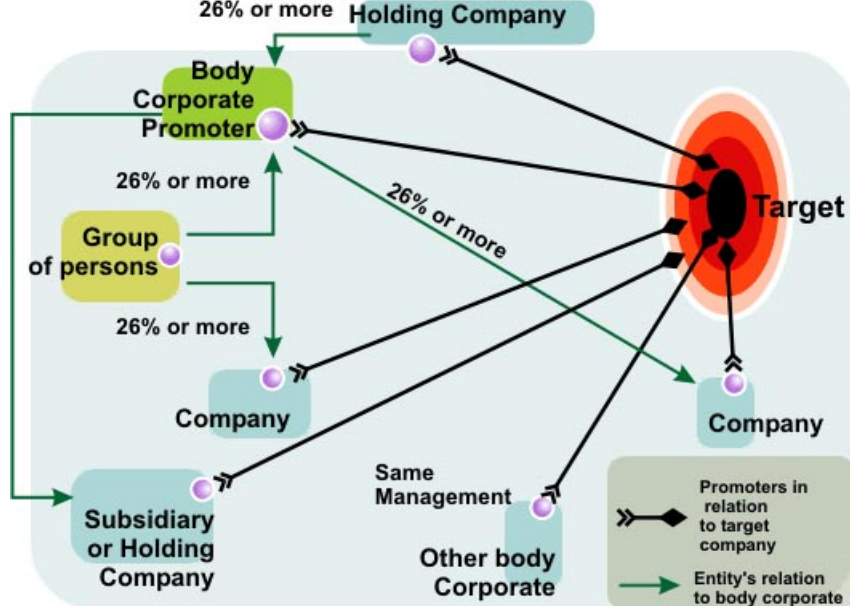 26% or more
Holding Company
Body
Corporate
Promoter
26% or more
26% or more
Target
Group
of persons
26% or more
Company
Company
Same
Management
Subsidiary
or Holding
Company
Other body
Corporate
Promoters in
relation
to target
company
Entity's relation
to body corporate